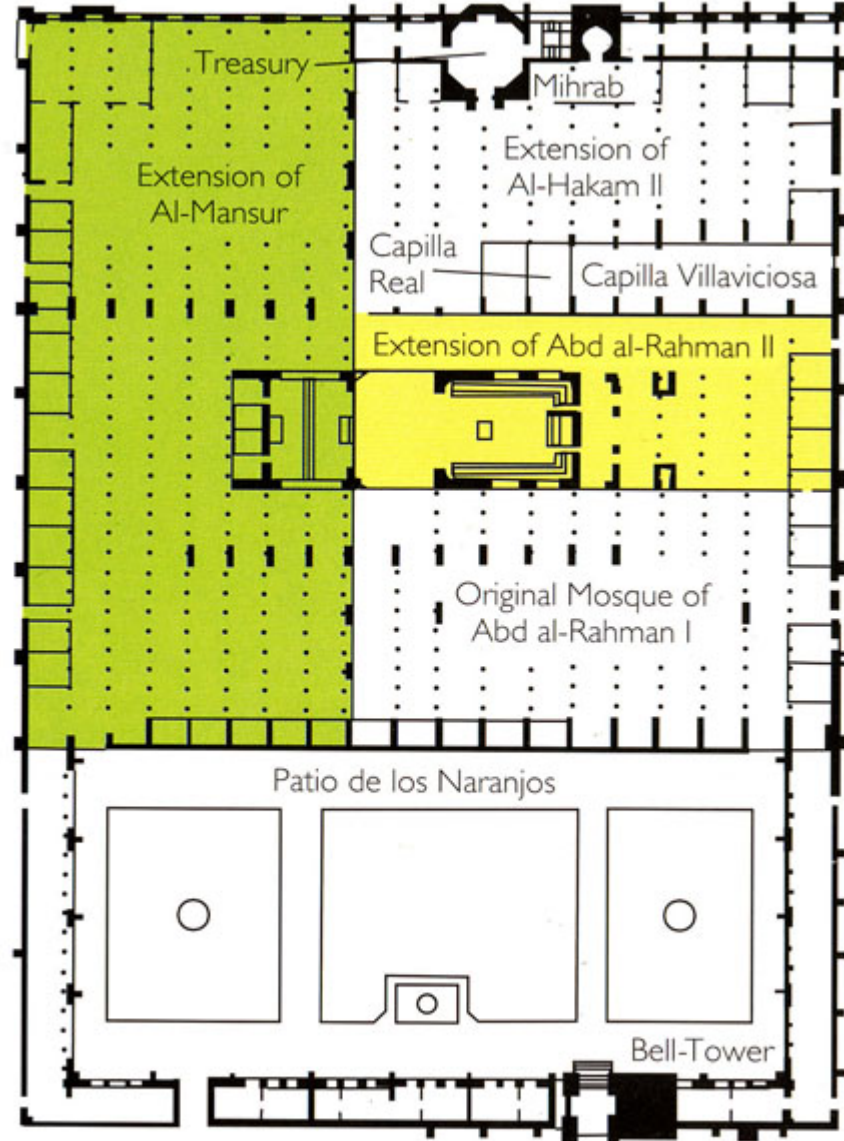 Treasury
Mihrab
Extension of
Al-Mansur
Extension of
Al-Hakam II
Capilla
Real
Capilla Villaviciosa
Extension of Abd al-Rahman II
Original Mosque of
Abd al-Rahman I
Patio de los Naranjos
Bell-Tower